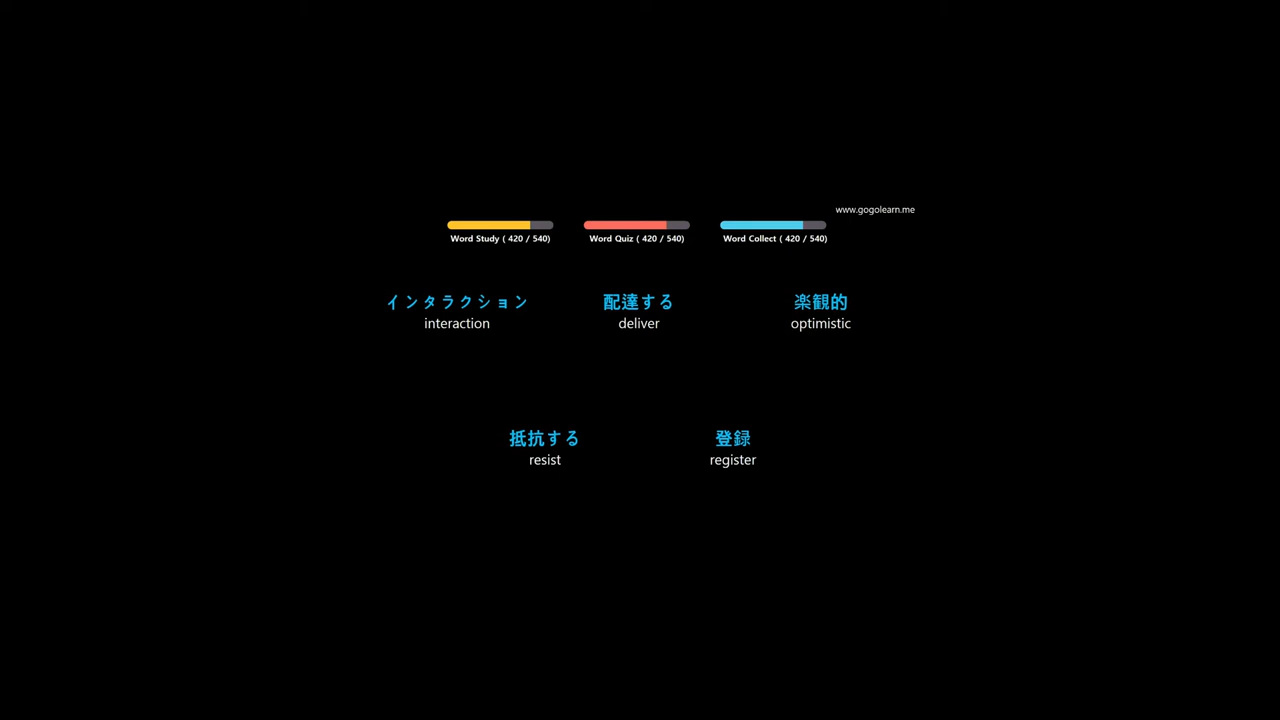 www.gogolearn.me
Word Study ( 420 / 540)
Word Quiz ( 420 / 540)
Word Collect ( 420 / 540)
インタラクション
interaction
配達する
deliver
楽観的
optimistic
抵抗する
resist
登録
register